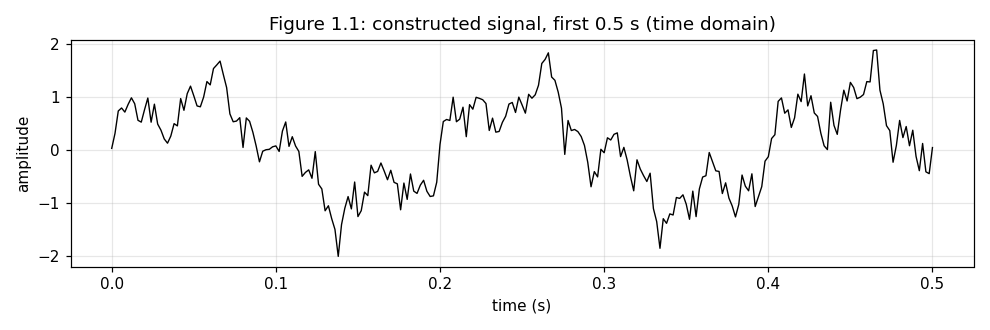 Figure 1.1: constructed signal, first 0.5 s (time domain)
2
1
0
−1
−2
amplitude
0.0 0.1 0.2 0.3 0.4 0.5
time (s)